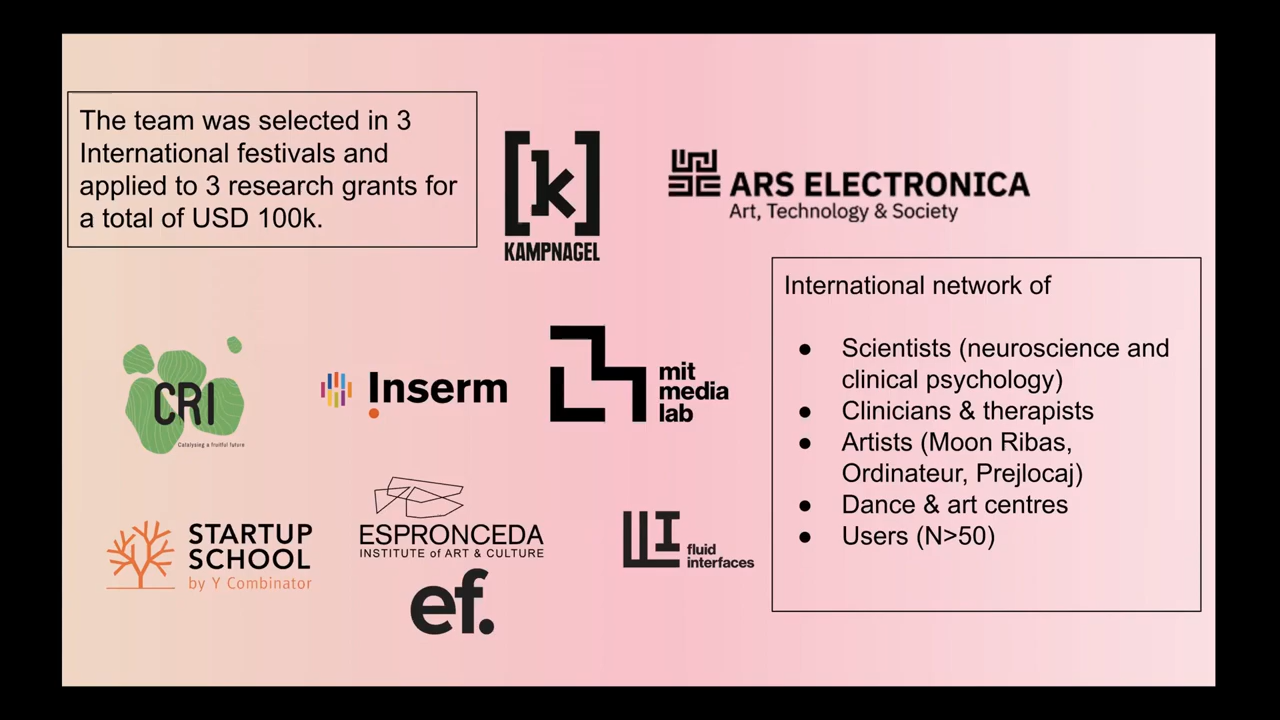 The team was selected in 3
International festivals and
applied to 3 research grants for
a total of USD 100k.
[k]
KAMPNAGEL
ARS ELECTRONICA
Art, Technology & Society
International network of
● Scientists (neuroscience and
clinical psychology)
● Clinicians & therapists
● Artists (Moon Ribas,
Ordinateur, Prejlocaj)
● Dance & art centres
● Users (N>50)
CRI
Catalysing a fruitful future
Inserm
mit
media
lab
STARTUP
SCHOOL
by Y Combinator
ESPRONCEDA
INSTITUTE of ART & CULTURE
ef.
fluid
interfaces